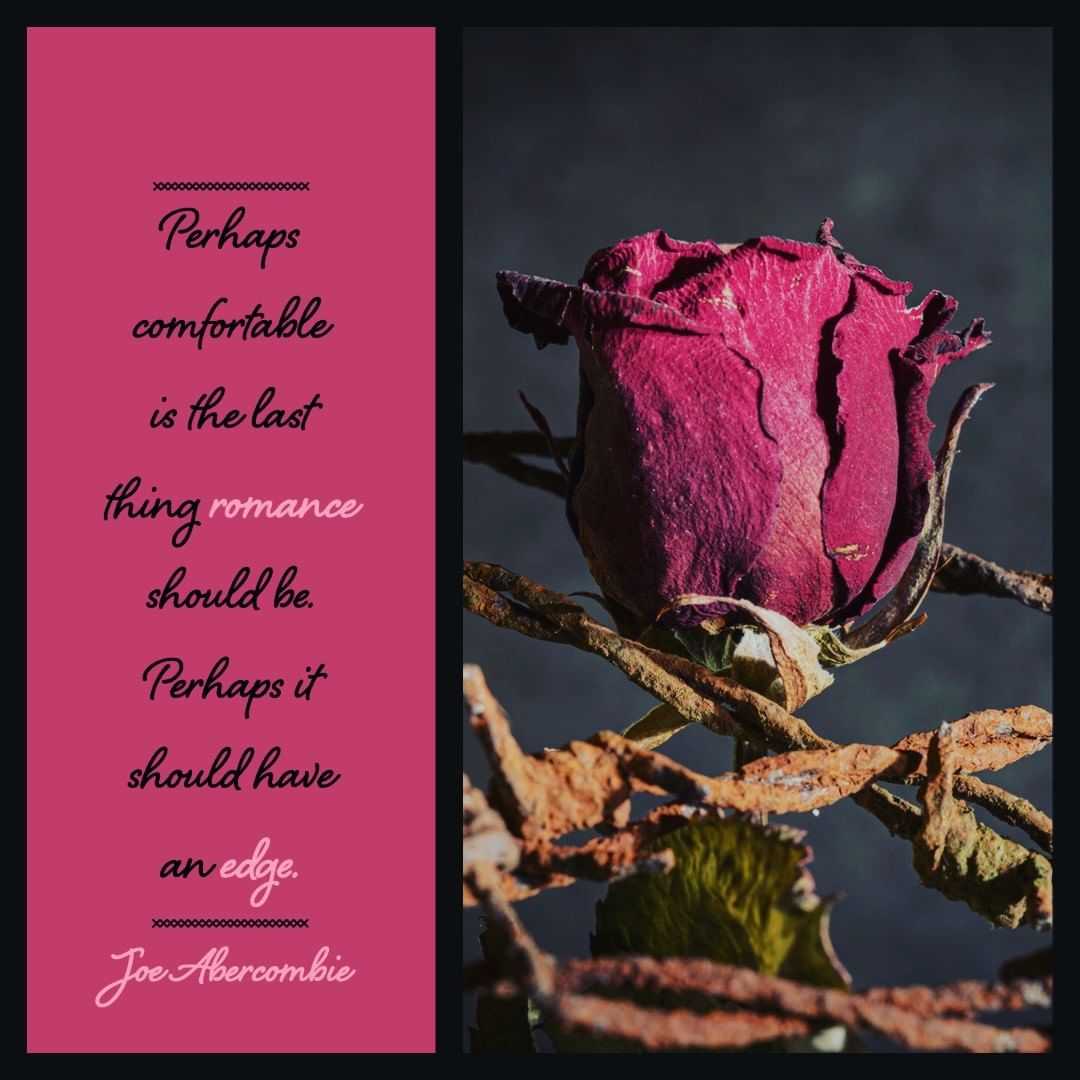 Perhaps
comfortable
is the last
thing romance
should be.
Perhaps it
should have
an edge.
Joe Abercombie